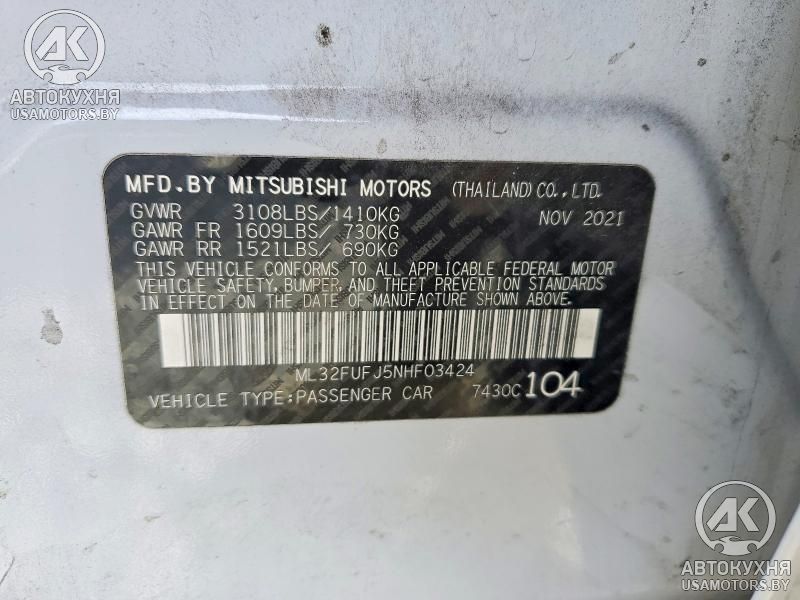 AK
АВТОКУХНЯ
USAMOTORS.BY
MFD.BY MITSUBISHI MOTORS (THAILAND) CO., LTD.
GVWR 3108LBS/1410KG NOV 2021
GAWR FR 1609LBS/ 730KG
GAWR RR 1521LBS/ 690KG
THIS VEHICLE CONFORMS TO ALL APPLICABLE FEDERAL MOTOR
VEHICLE SAFETY, BUMPER, AND THEFT PREVENTION STANDARDS
IN EFFECT ON THE DATE OF MANUFACTURE SHOWN ABOVE.
ML32FUFJ5NHF03424
VEHICLE TYPE:PASSENGER CAR 7430C 104
AK
АВТОКУХНЯ
USAMOTORS.BY